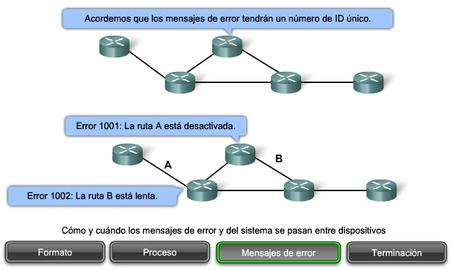 Acordemos que los mensajes de error tendrán un número de ID único.
Error 1001: La ruta A está desactivada.
A
B
Error 1002: La ruta B está lenta.
Cómo y cuándo los mensajes de error y del sistema se pasan entre dispositivos
Formato
Proceso
Mensajes de error
Terminación